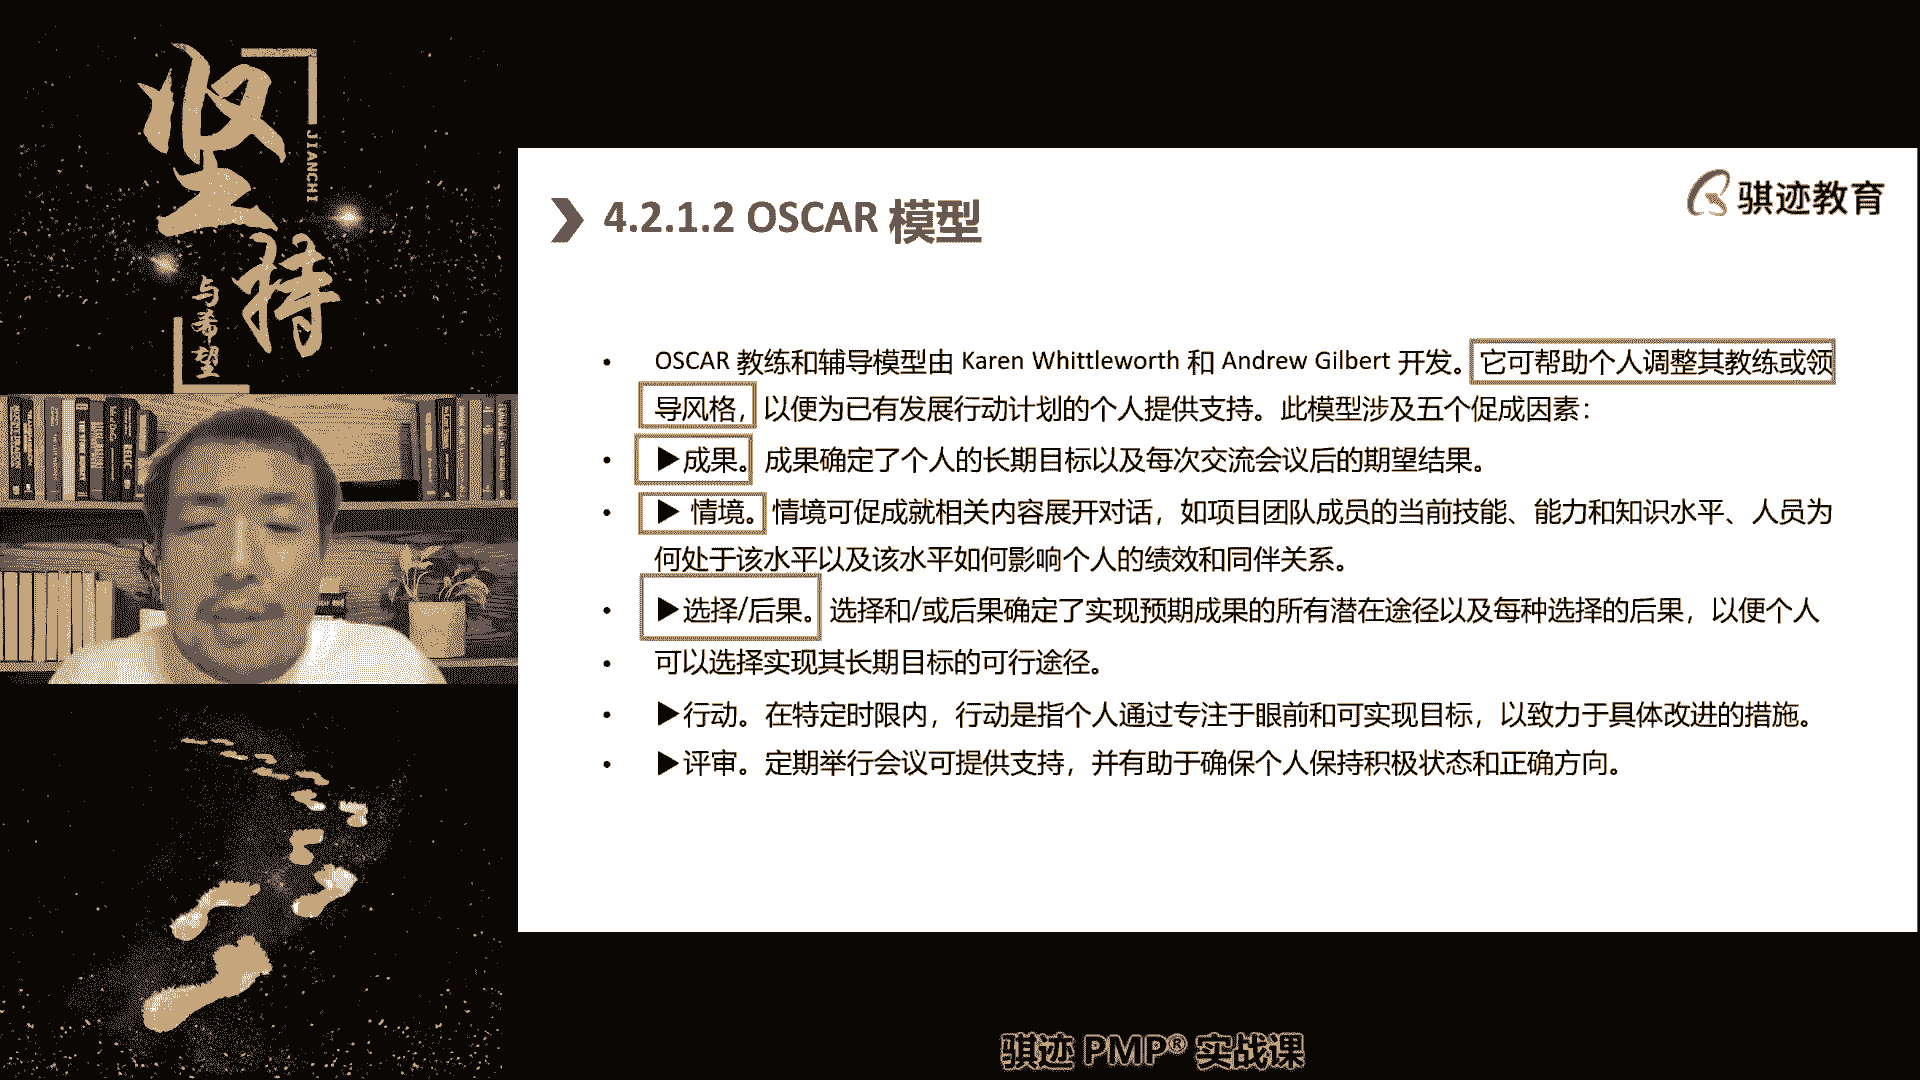 坚持
JIANCHI
与希望
骐迹教育
4.2.1.2 OSCAR 模型
• OSCAR 教练和辅导模型由 Karen Whittleworth 和 Andrew Gilbert 开发。它可帮助个人调整其教练或领
导风格，以便为已有发展行动计划的个人提供支持。此模型涉及五个促成因素：
• ▶成果。成果确定了个人的长期目标以及每次交流会议后的期望结果。
• ▶ 情境。情境可促成就相关内容展开对话，如项目团队成员的当前技能、能力和知识水平、人员为
何处于该水平以及该水平如何影响个人的绩效和同伴关系。
• ▶选择/后果。选择和/或后果确定了实现预期成果的所有潜在途径以及每种选择的后果，以便个人
• 可以选择实现其长期目标的可行途径。
• ▶行动。在特定时限内，行动是指个人通过专注于眼前和可实现目标，以致力于具体改进的措施。
• ▶评审。定期举行会议可提供支持，并有助于确保个人保持积极状态和正确方向。
骐迹 PMP® 实战课